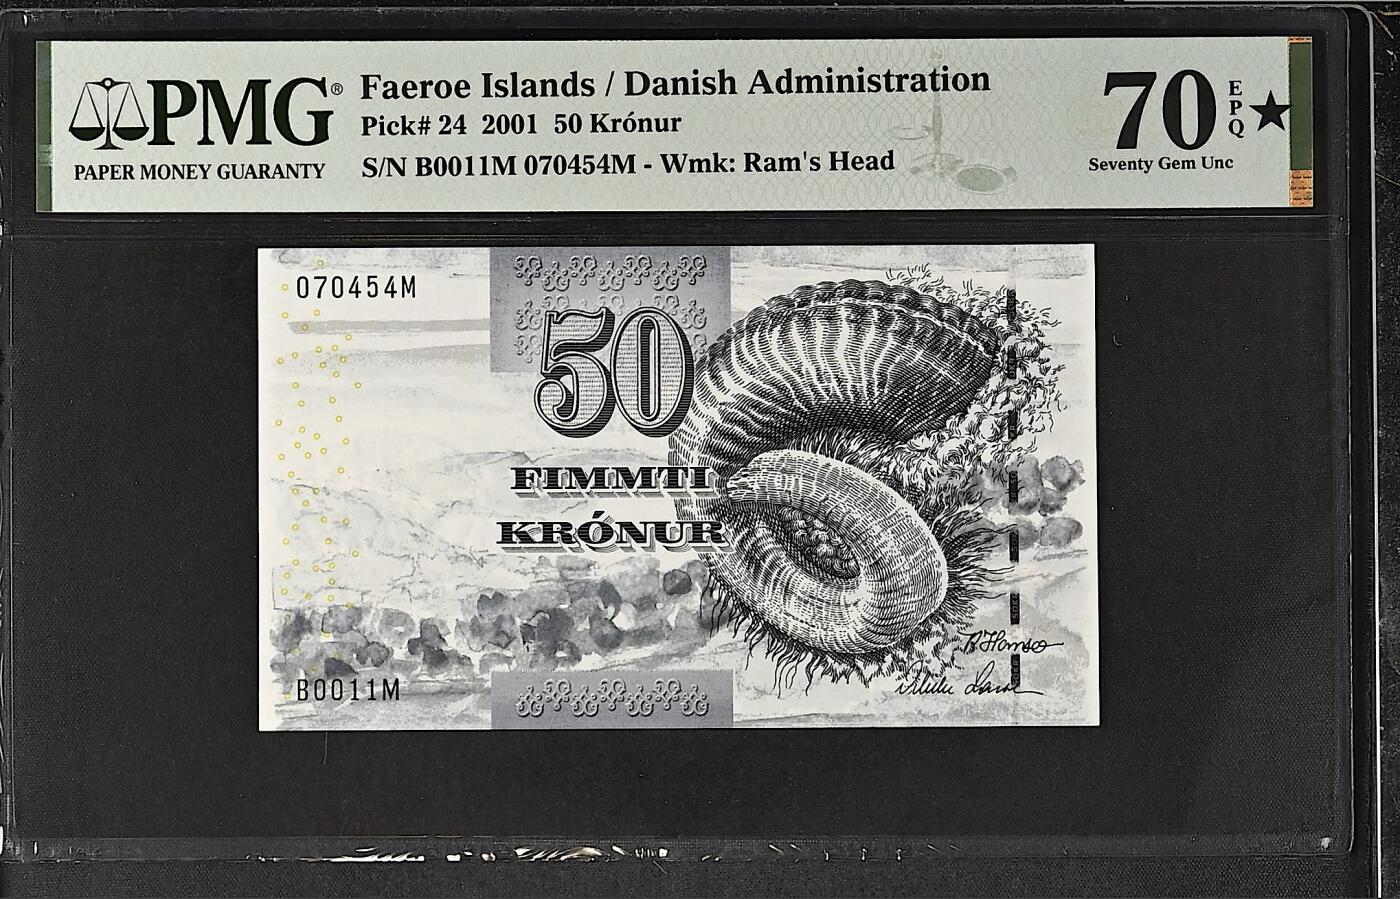 PMG®
PAPER MONEY GUARANTY
Faeroe Islands / Danish Administration
Pick# 24 2001 50 Krónur
S/N B0011M 070454M - Wmk: Ram's Head
70 EPQ ★
Seventy Gem Unc
070454M
50
FIMMTI
KRÓNUR
B0011M